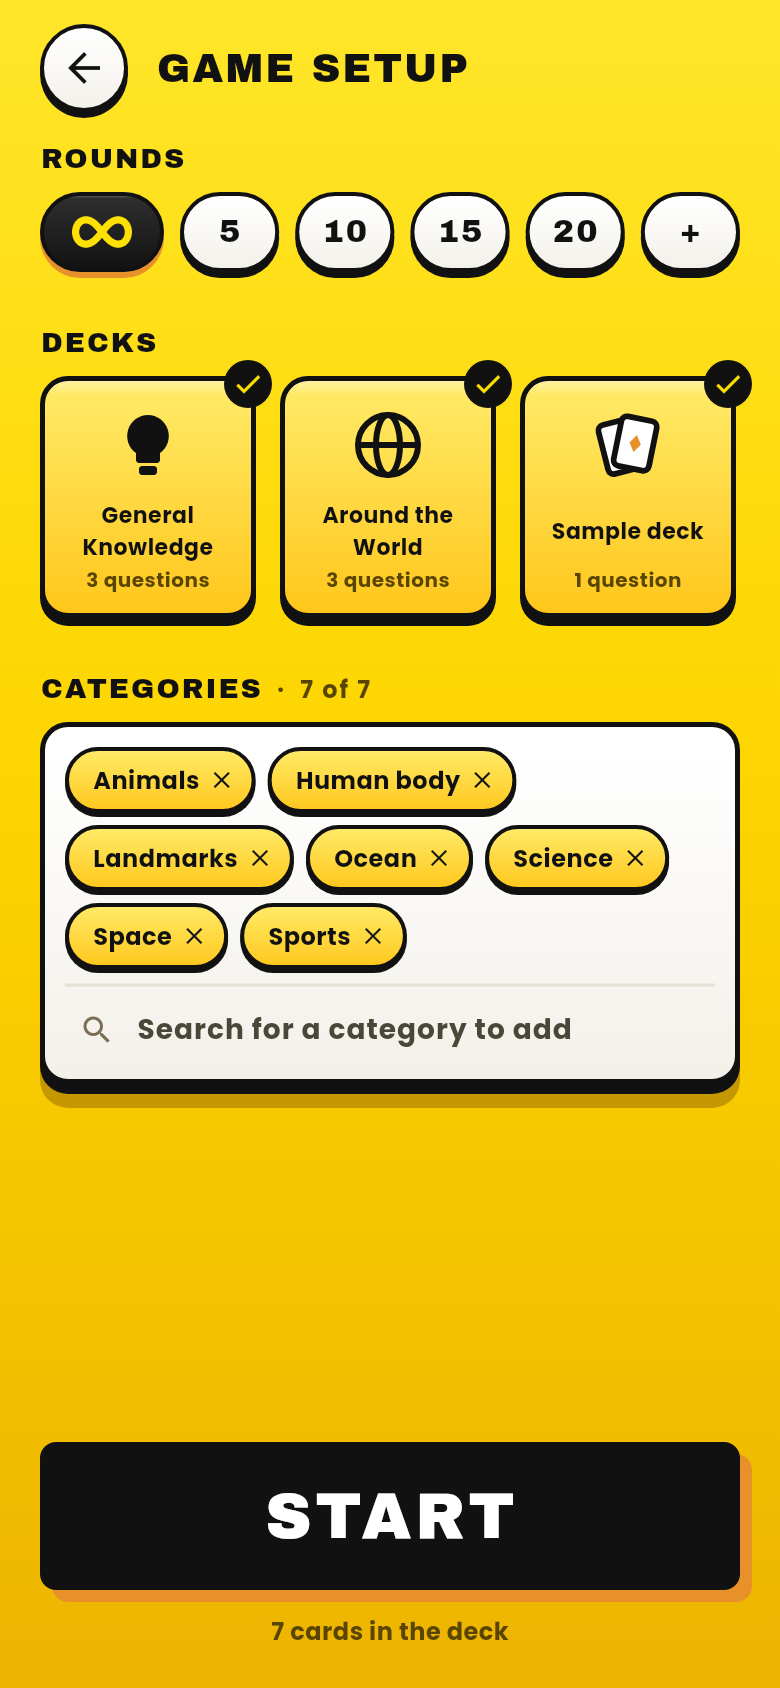 GAME SETUP
ROUNDS
∞ 5 10 15 20 +
DECKS
General
Knowledge
3 questions
Around the
World
3 questions
Sample deck
1 question
CATEGORIES · 7 of 7
Animals × Human body ×
Landmarks × Ocean × Science ×
Space × Sports ×
Search for a category to add
START
7 cards in the deck